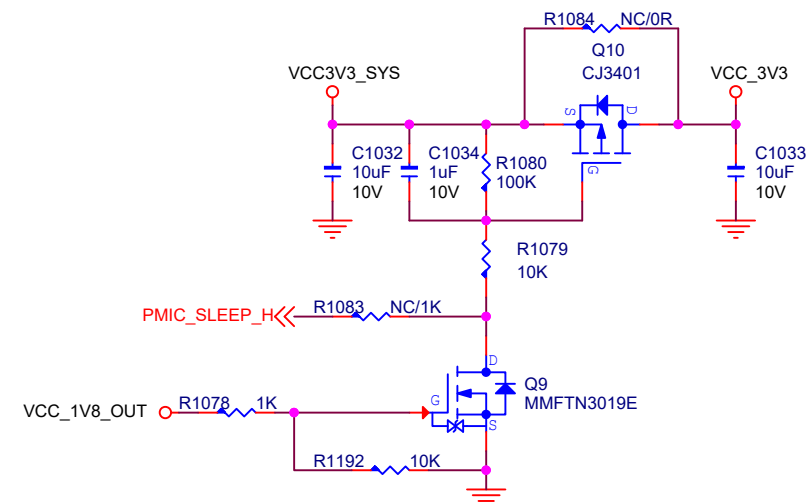 R1084 NC/0R
Q10
VCC3V3_SYS CJ3401 VCC_3V3
S D
C1032 C1034 R1080 C1033
10uF 1uF 100K 10uF
10V 10V G 10V
R1079
10K
PMIC_SLEEP_H R1083 NC/1K
D
Q9
VCC_1V8_OUT R1078 1K G MMFTN3019E
S
R1192 10K